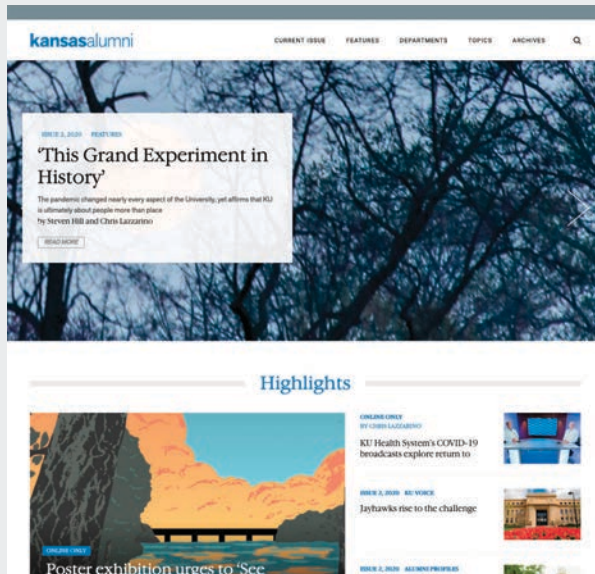 kansasalumni
CURRENT ISSUE FEATURES DEPARTMENTS TOPICS ARCHIVES
ISSUE 2, 2020 FEATURES
'This Grand Experiment in
History'
The pandemic changed nearly every aspect of the University, yet affirms that KU
is ultimately about people more than place
by Steven Hill and Chris Lazzarino
READ MORE
Highlights
ONLINE ONLY
Poster exhibition urges to 'See
ONLINE ONLY
BY CHRIS LAZZARINO
KU Health System's COVID-19
broadcasts explore return to
ISSUE 2, 2020 KU VOICE
Jayhawks rise to the challenge
ISSUE 2, 2020 ALUMNI PROFILES